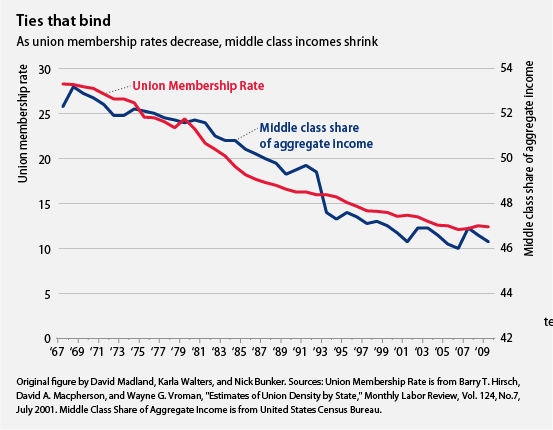 Ties that bind
As union membership rates decrease, middle class incomes shrink
Union membership rate
Middle class share of aggregate income
30
25
20
15
10
5
0
54
52
50
48
46
44
42
Union Membership Rate
Middle class share
of aggregate income
'67 '69 '71 '73 '75 '77 '79 '81 '83 '85 '87 '89 '91 '93 '95 '97 '99 '01 '03 '05 '07 '09
te
Original figure by David Madland, Karla Walters, and Nick Bunker. Sources: Union Membership Rate is from Barry T. Hirsch,
David A. Macpherson, and Wayne G. Vroman, "Estimates of Union Density by State," Monthly Labor Review, Vol. 124, No.7,
July 2001. Middle Class Share of Aggregate Income is from United States Census Bureau.